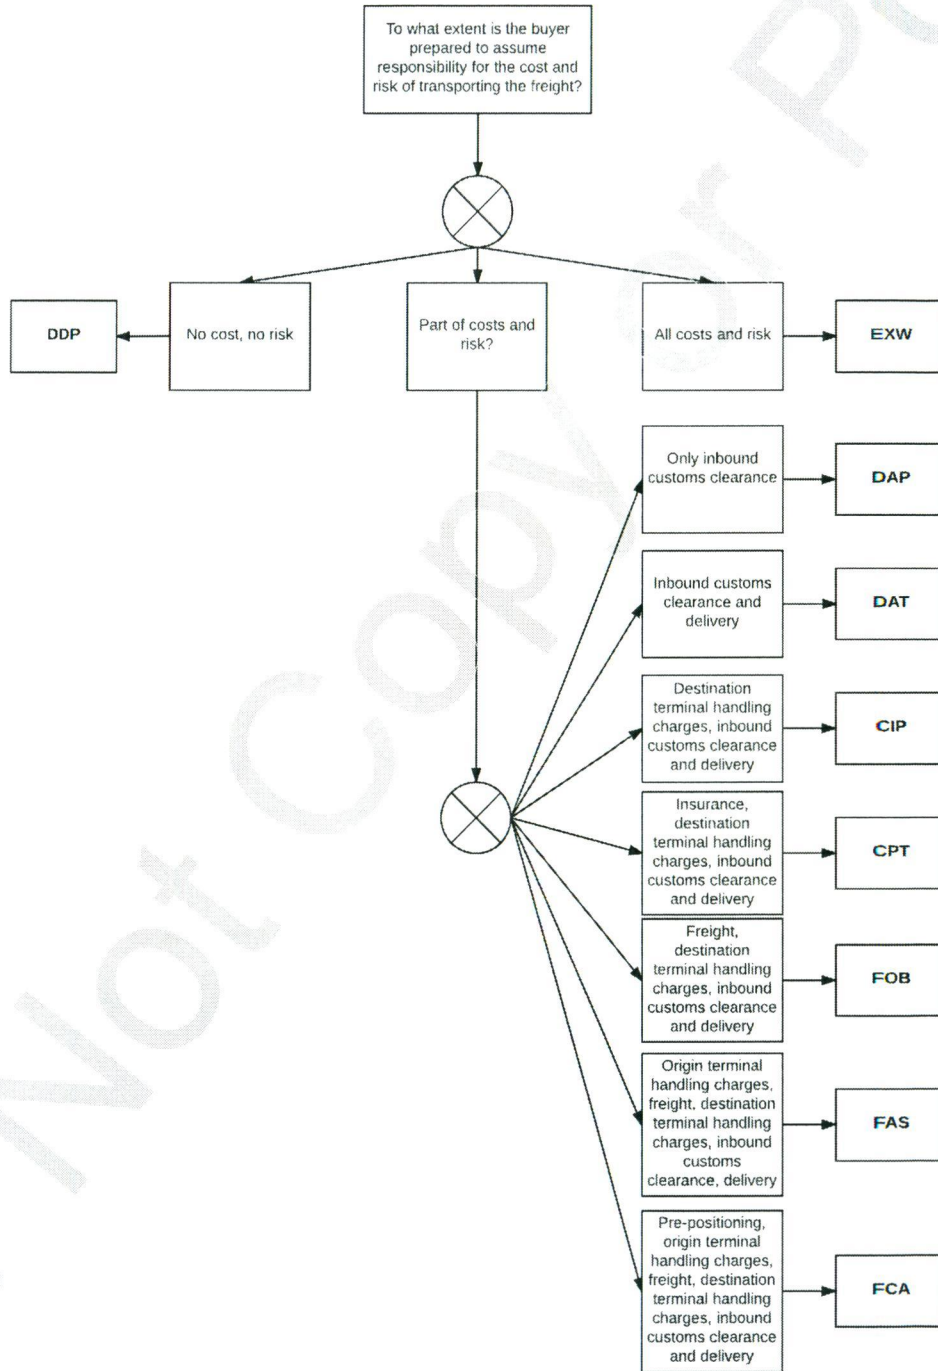 To what extent is the buyer
prepared to assume
responsibility for the cost and
risk of transporting the freight?
DDP
No cost, no risk
Part of costs and
risk?
All costs and risk
EXW
Only inbound
customs clearance
DAP
Inbound customs
clearance and
delivery
DAT
Destination
terminal handling
charges, inbound
customs clearance
and delivery
CIP
Insurance,
destination
terminal handling
charges, inbound
customs clearance
and delivery
CPT
Freight,
destination
terminal handling
charges, inbound
customs clearance
and delivery
FOB
Origin terminal
handling charges,
freight, destination
terminal handling
charges, inbound
customs
clearance, delivery
FAS
Pre-positioning,
origin terminal
handling charges,
freight, destination
terminal handling
charges, inbound
customs clearance
and delivery
FCA
Not Copy or